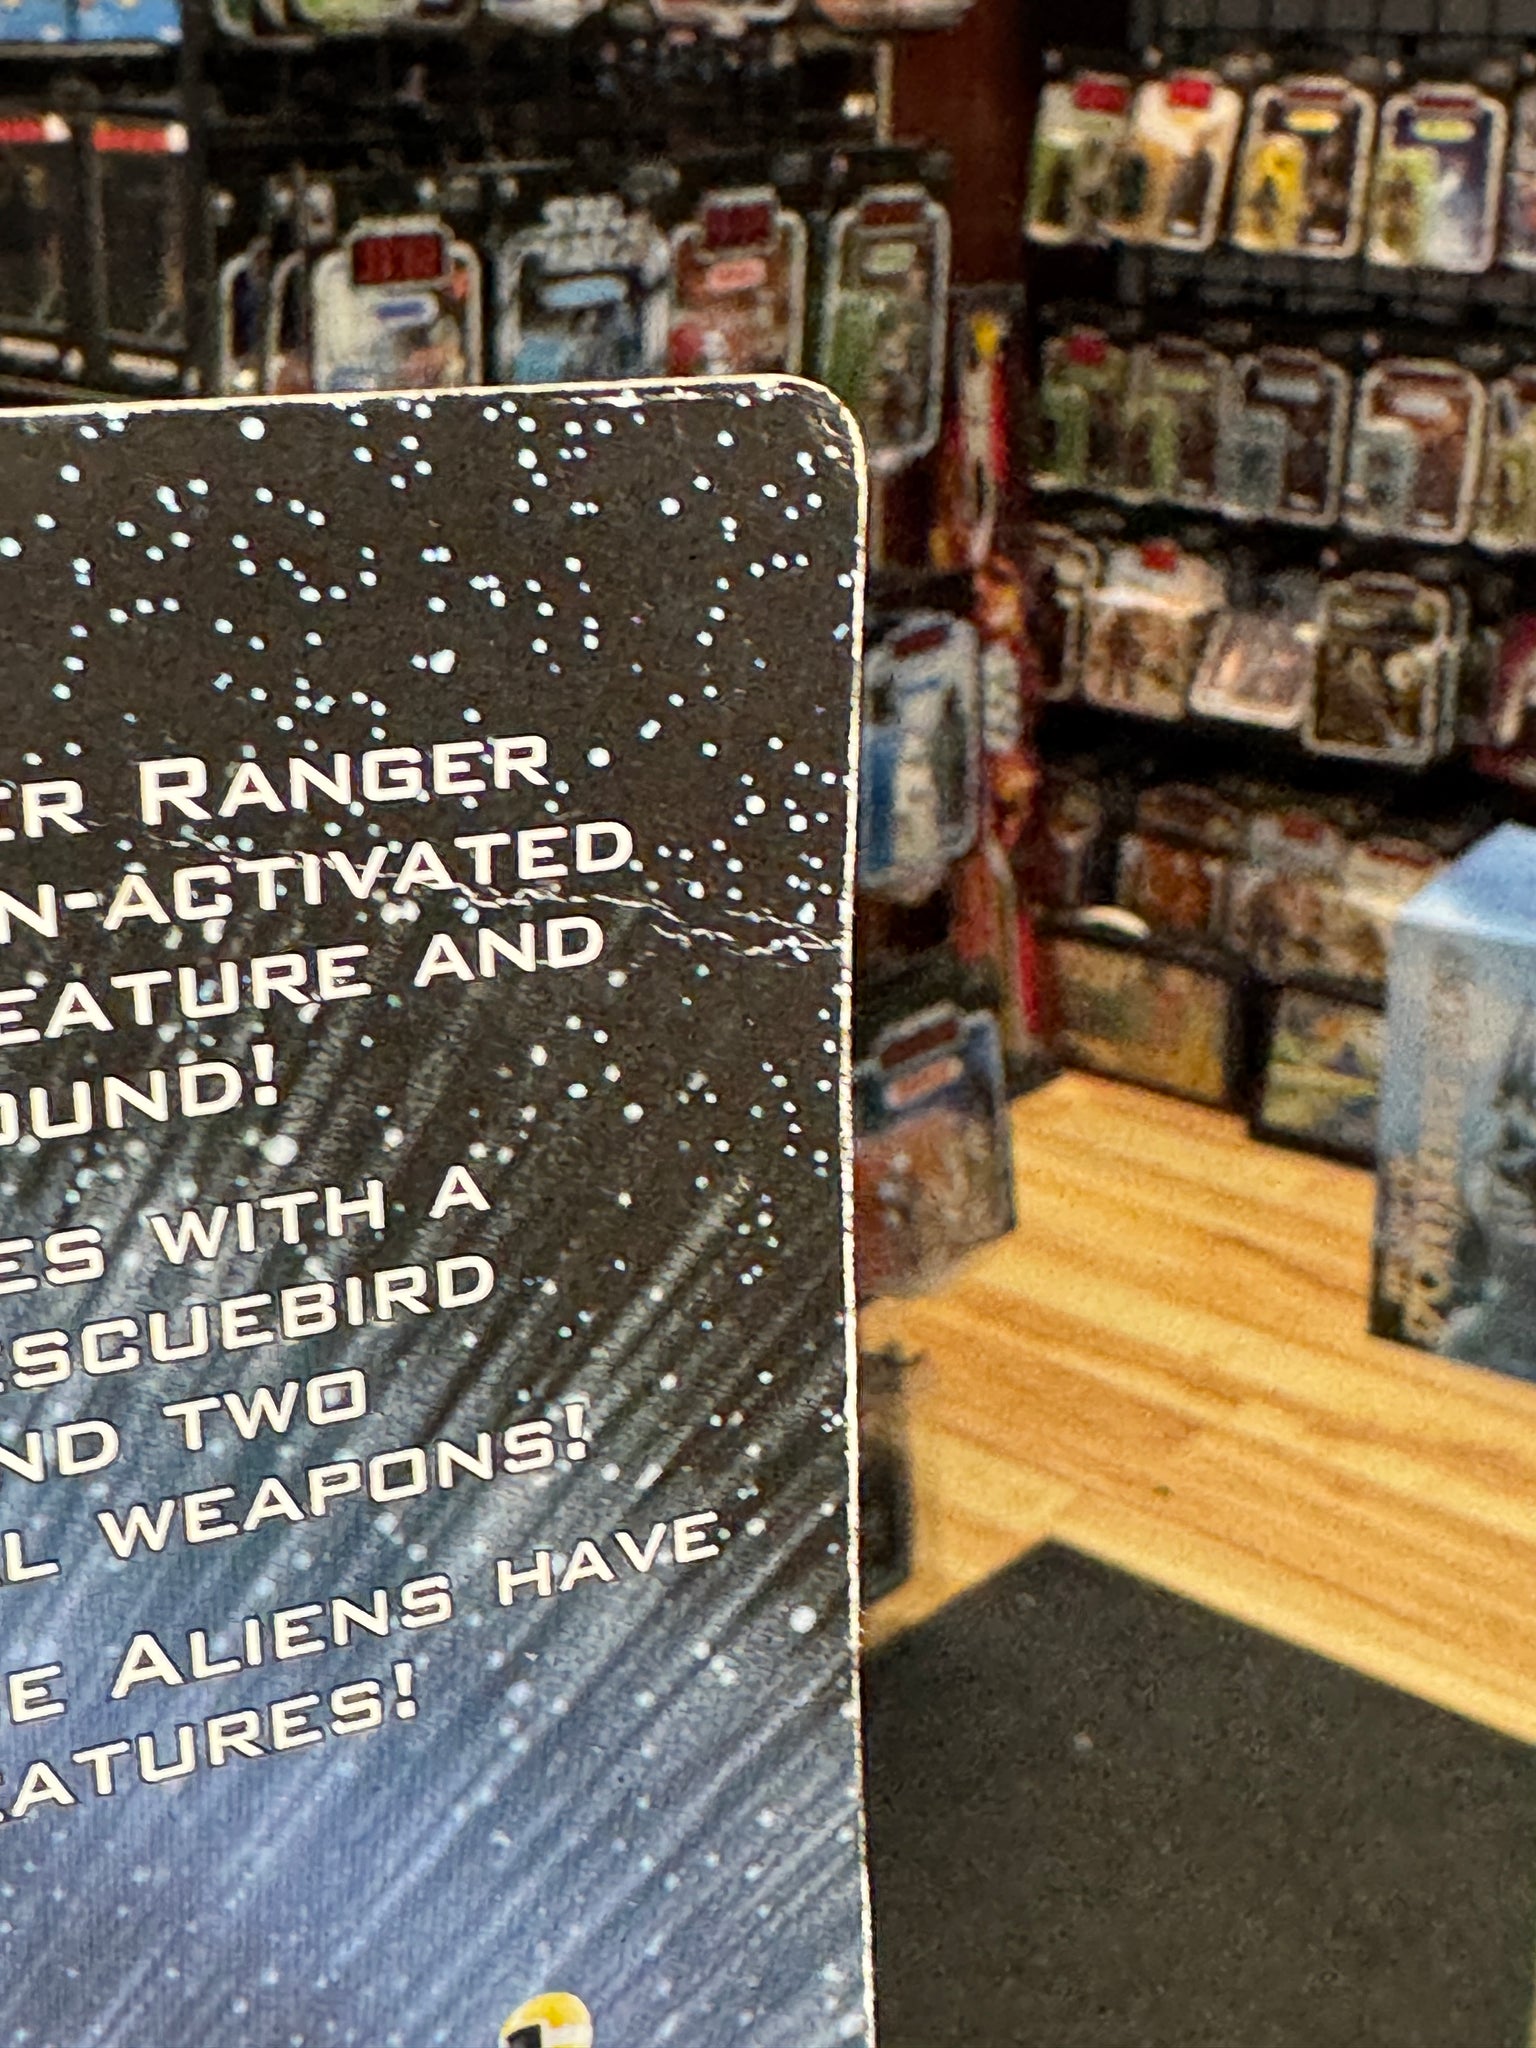 ER RANGER
N-ACTIVATED
EATURE AND
OUND!
ES WITH A
ESCUEBIRD
ND TWO
L WEAPONS!
E ALIENS HAVE
EATURES!